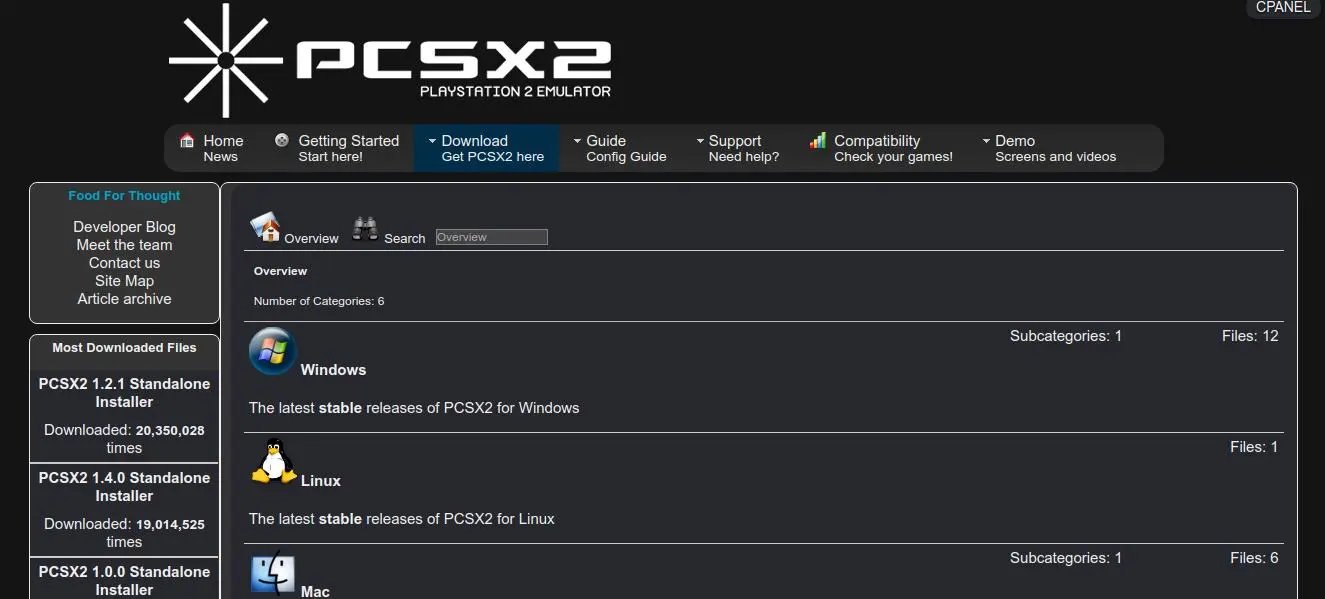 CPANEL
PCSX2
PLAYSTATION 2 EMULATOR
Home
News
Getting Started
Start here!
Download
Get PCSX2 here
Guide
Config Guide
Support
Need help?
Compatibility
Check your games!
Demo
Screens and videos
Food For Thought
Developer Blog
Meet the team
Contact us
Site Map
Article archive
Most Downloaded Files
PCSX2 1.2.1 Standalone
Installer
Downloaded: 20,350,028
times
PCSX2 1.4.0 Standalone
Installer
Downloaded: 19,014,525
times
PCSX2 1.0.0 Standalone
Installer
Overview Search Overview
Overview
Number of Categories: 6
Subcategories: 1 Files: 12
Windows
The latest stable releases of PCSX2 for Windows
Files: 1
Linux
The latest stable releases of PCSX2 for Linux
Subcategories: 1 Files: 6
Mac